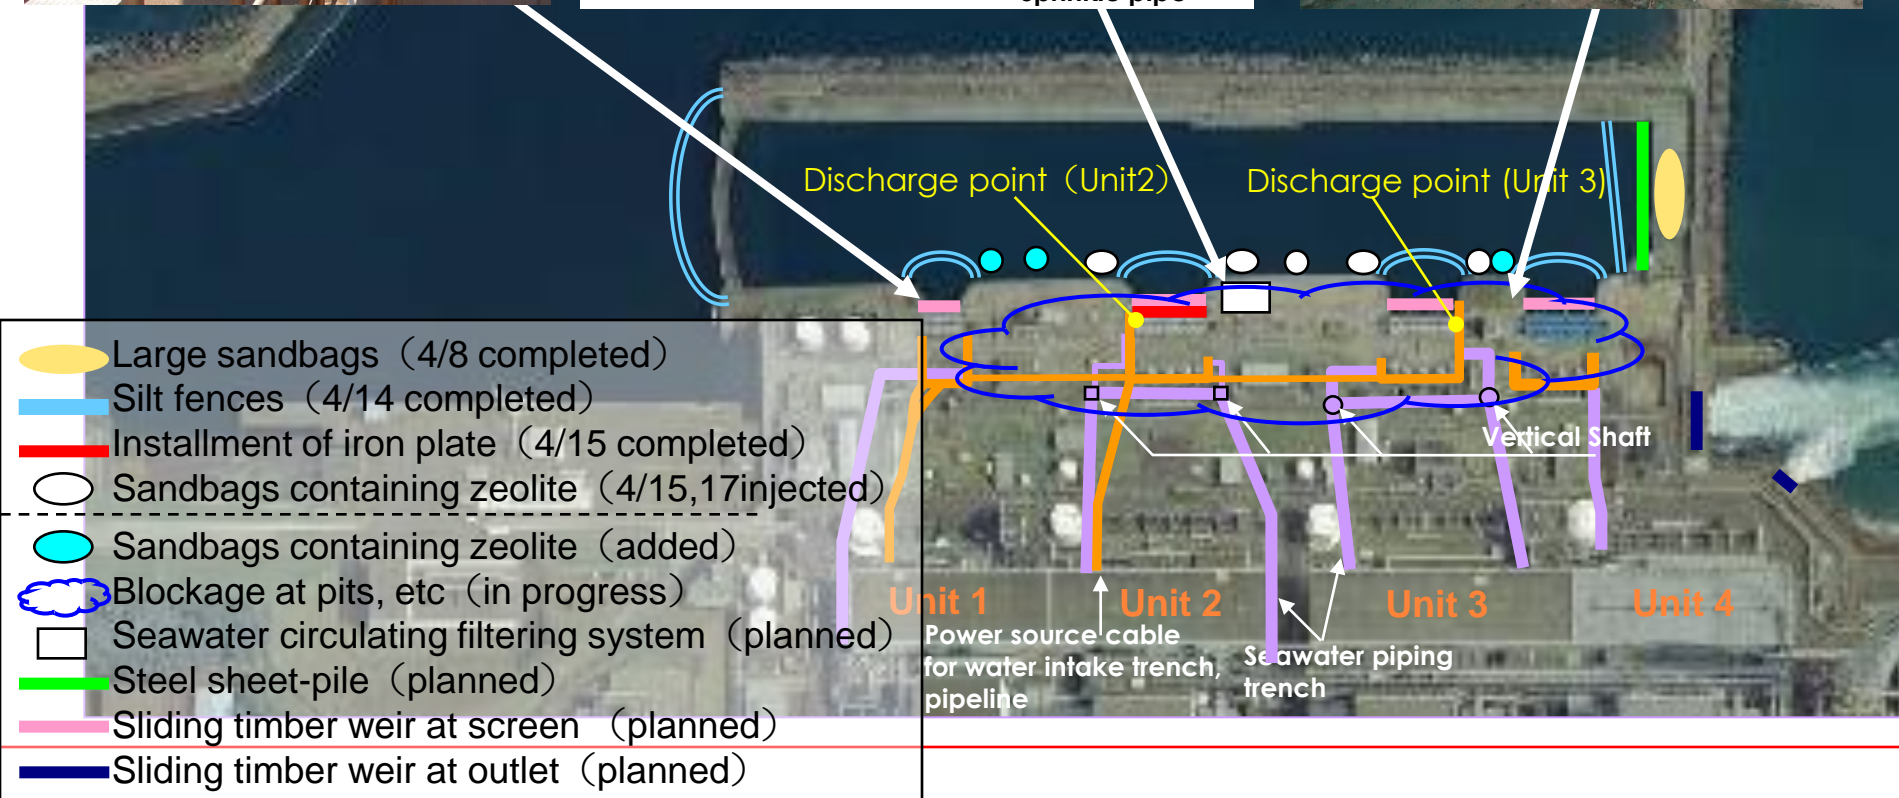 sprinkle pipe
Discharge point（Unit2）
Discharge point (Unit 3)
Large sandbags（4/8 completed）
Silt fences（4/14 completed）
Installment of iron plate（4/15 completed）
Sandbags containing zeolite（4/15,17injected）
Sandbags containing zeolite（added）
Blockage at pits, etc（in progress）
Seawater circulating filtering system（planned）
Steel sheet-pile（planned）
Sliding timber weir at screen （planned）
Sliding timber weir at outlet（planned）
Vertical Shaft
Unit 1
Unit 2
Unit 3
Unit 4
Power source cable
for water intake trench,
pipeline
Seawater piping
trench